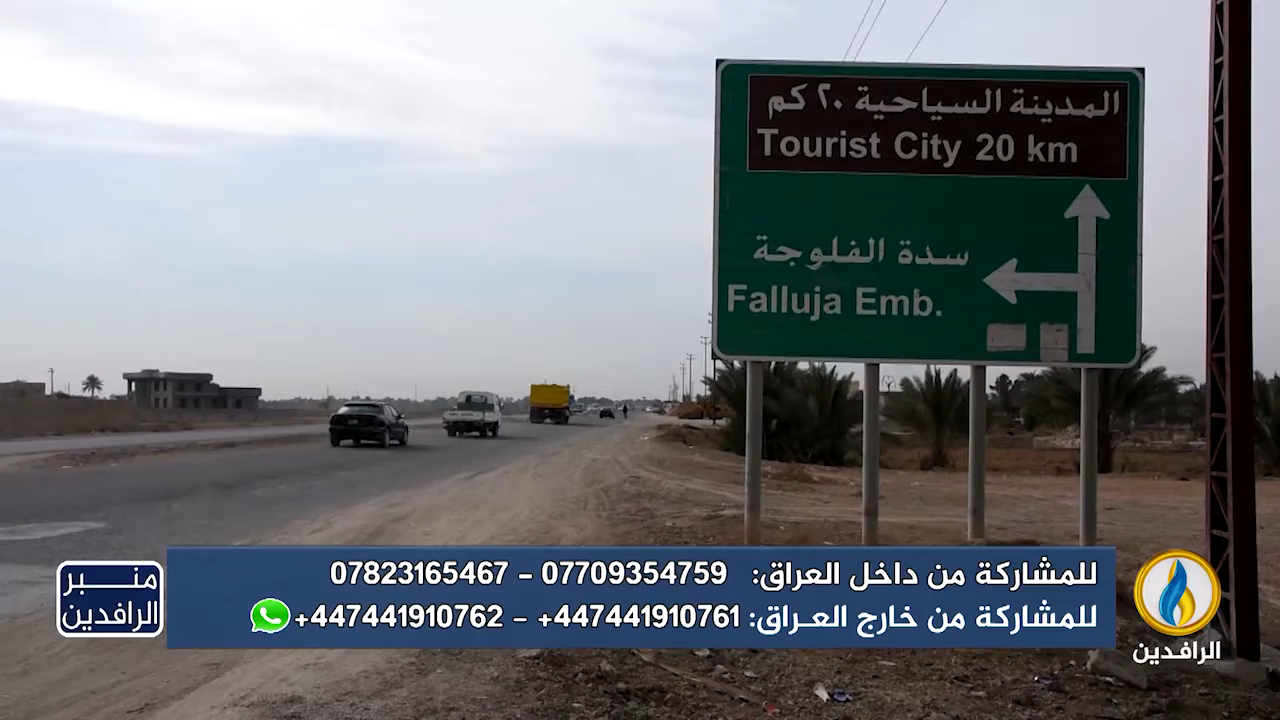 المدينة السياحية ٢٠ كم
Tourist City 20 km
سدة الفلوجة
Falluja Emb.
للمشاركة من داخل العراق: 07709354759 - 07823165467
للمشاركة من خارج العـراق: 447441910761+ - 447441910762+
منبر
الرافدين
الرافدين